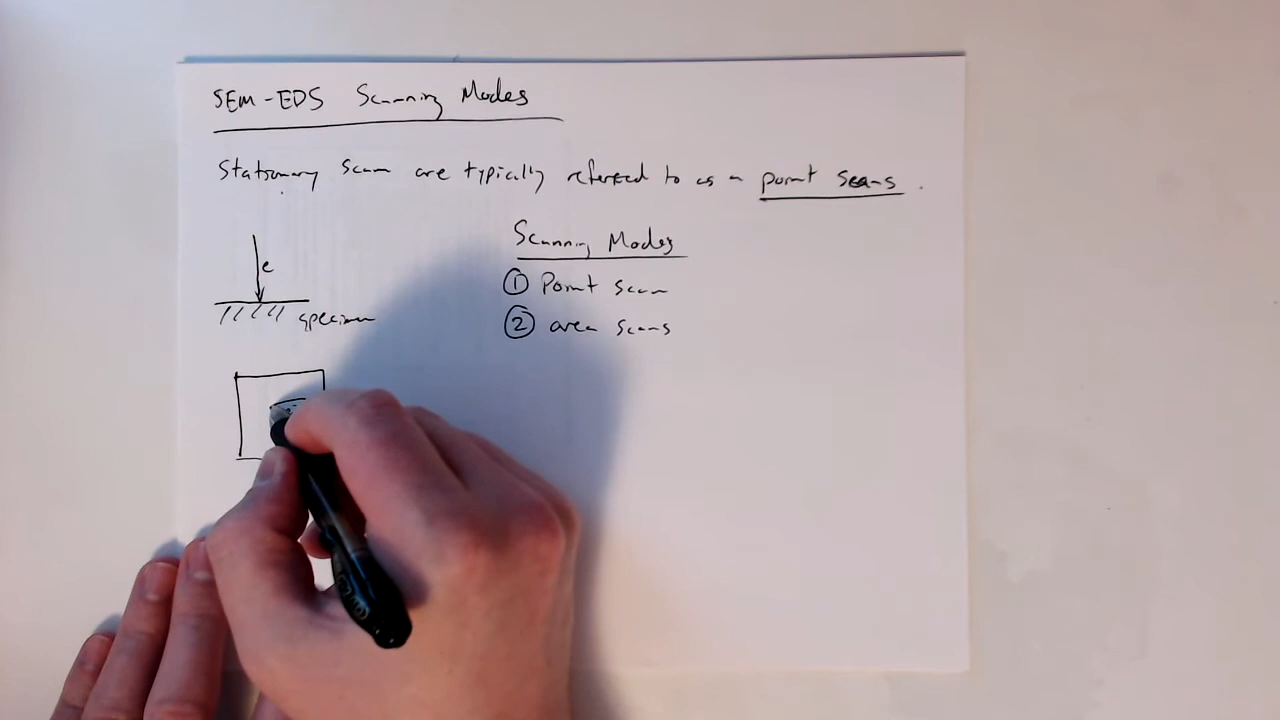 SEM-EDS Scanning Modes
Stationary scan are typically referred to as a point scans.
e
specimen
Scanning Modes
① Point scan
② area scans